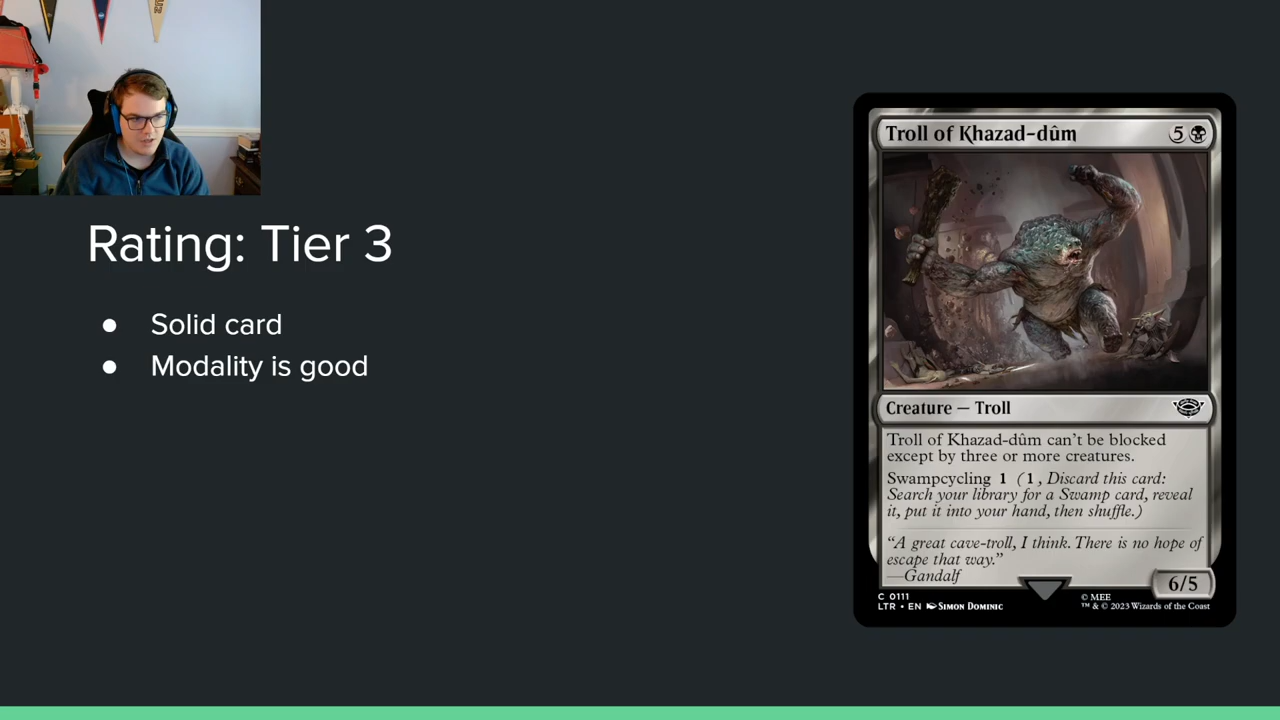 Rating: Tier 3
● Solid card
● Modality is good
Troll of Khazad-dûm 5
Creature — Troll
Troll of Khazad-dûm can't be blocked
except by three or more creatures.
Swampcycling 1 (1, Discard this card:
Search your library for a Swamp card, reveal
it, put it into your hand, then shuffle.)
“A great cave-troll, I think. There is no hope of
escape that way.”
—Gandalf
6/5
C 0111
LTR • EN Simon Dominic
© MEE
™ & © 2023 Wizards of the Coast